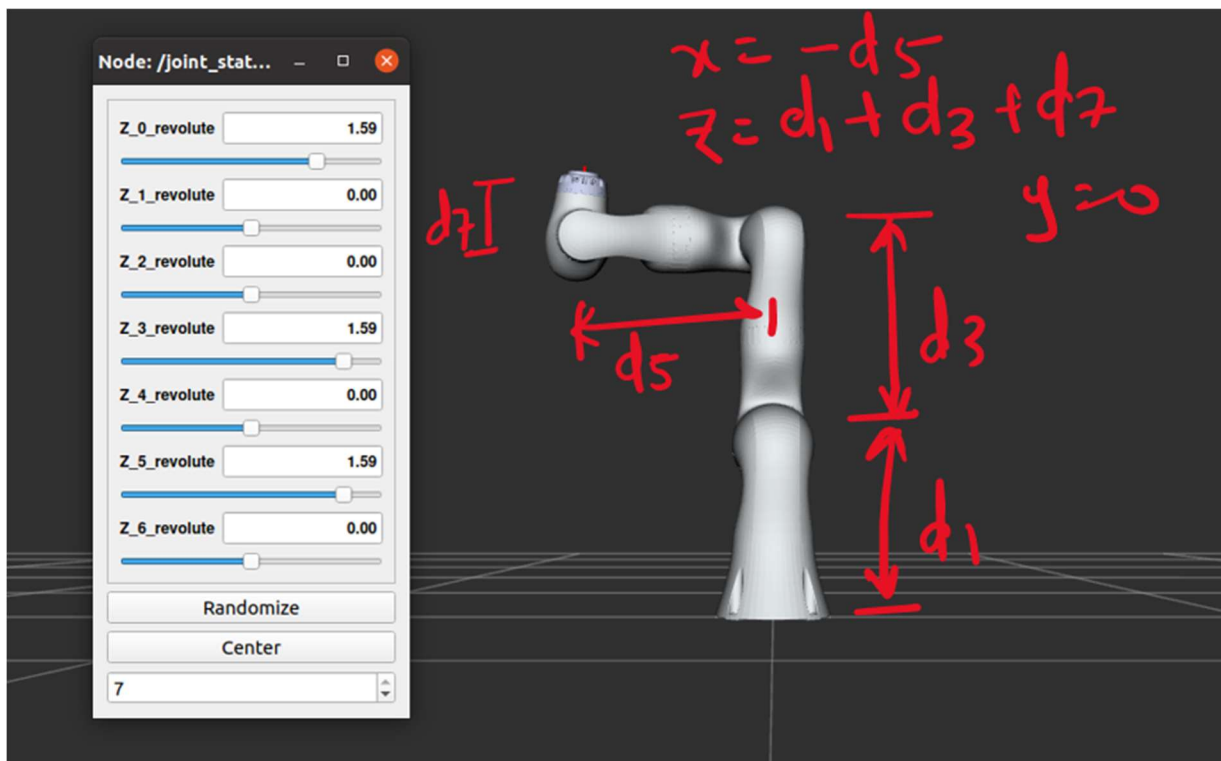 Node: /joint_stat...
Z_0_revolute 1.59
Z_1_revolute 0.00
Z_2_revolute 0.00
Z_3_revolute 1.59
Z_4_revolute 0.00
Z_5_revolute 1.59
Z_6_revolute 0.00
Randomize
Center
7
x = -d5
z = d1 + d3 + d7
y = 0
d7
d5
d3
d1